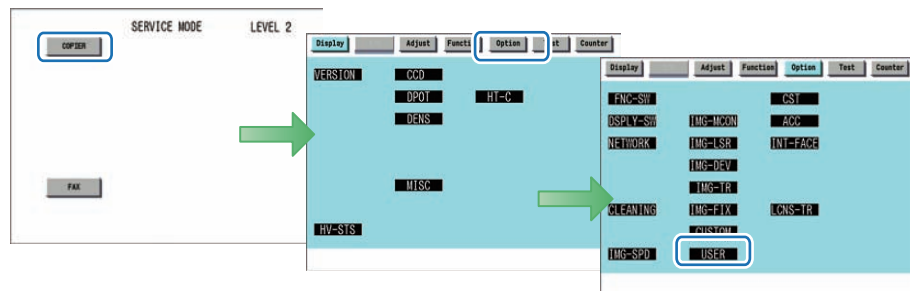 SERVICE MODE LEVEL 2
COPIER
FAX
Display Adjust Option Counter
VERSION CCD
DPOT HT-C
DENS
MISC
HV-STS
Display Adjust Function Option Test Counter
FNC-SW CST
DSPLY-SW IMG-MCON ACC
NETWORK IMG-LSR INT-FACE
IMG-DEV
IMG-TR
CLEANING IMG-FIX LCNS-TR
CUSTOM
IMG-SPD USER